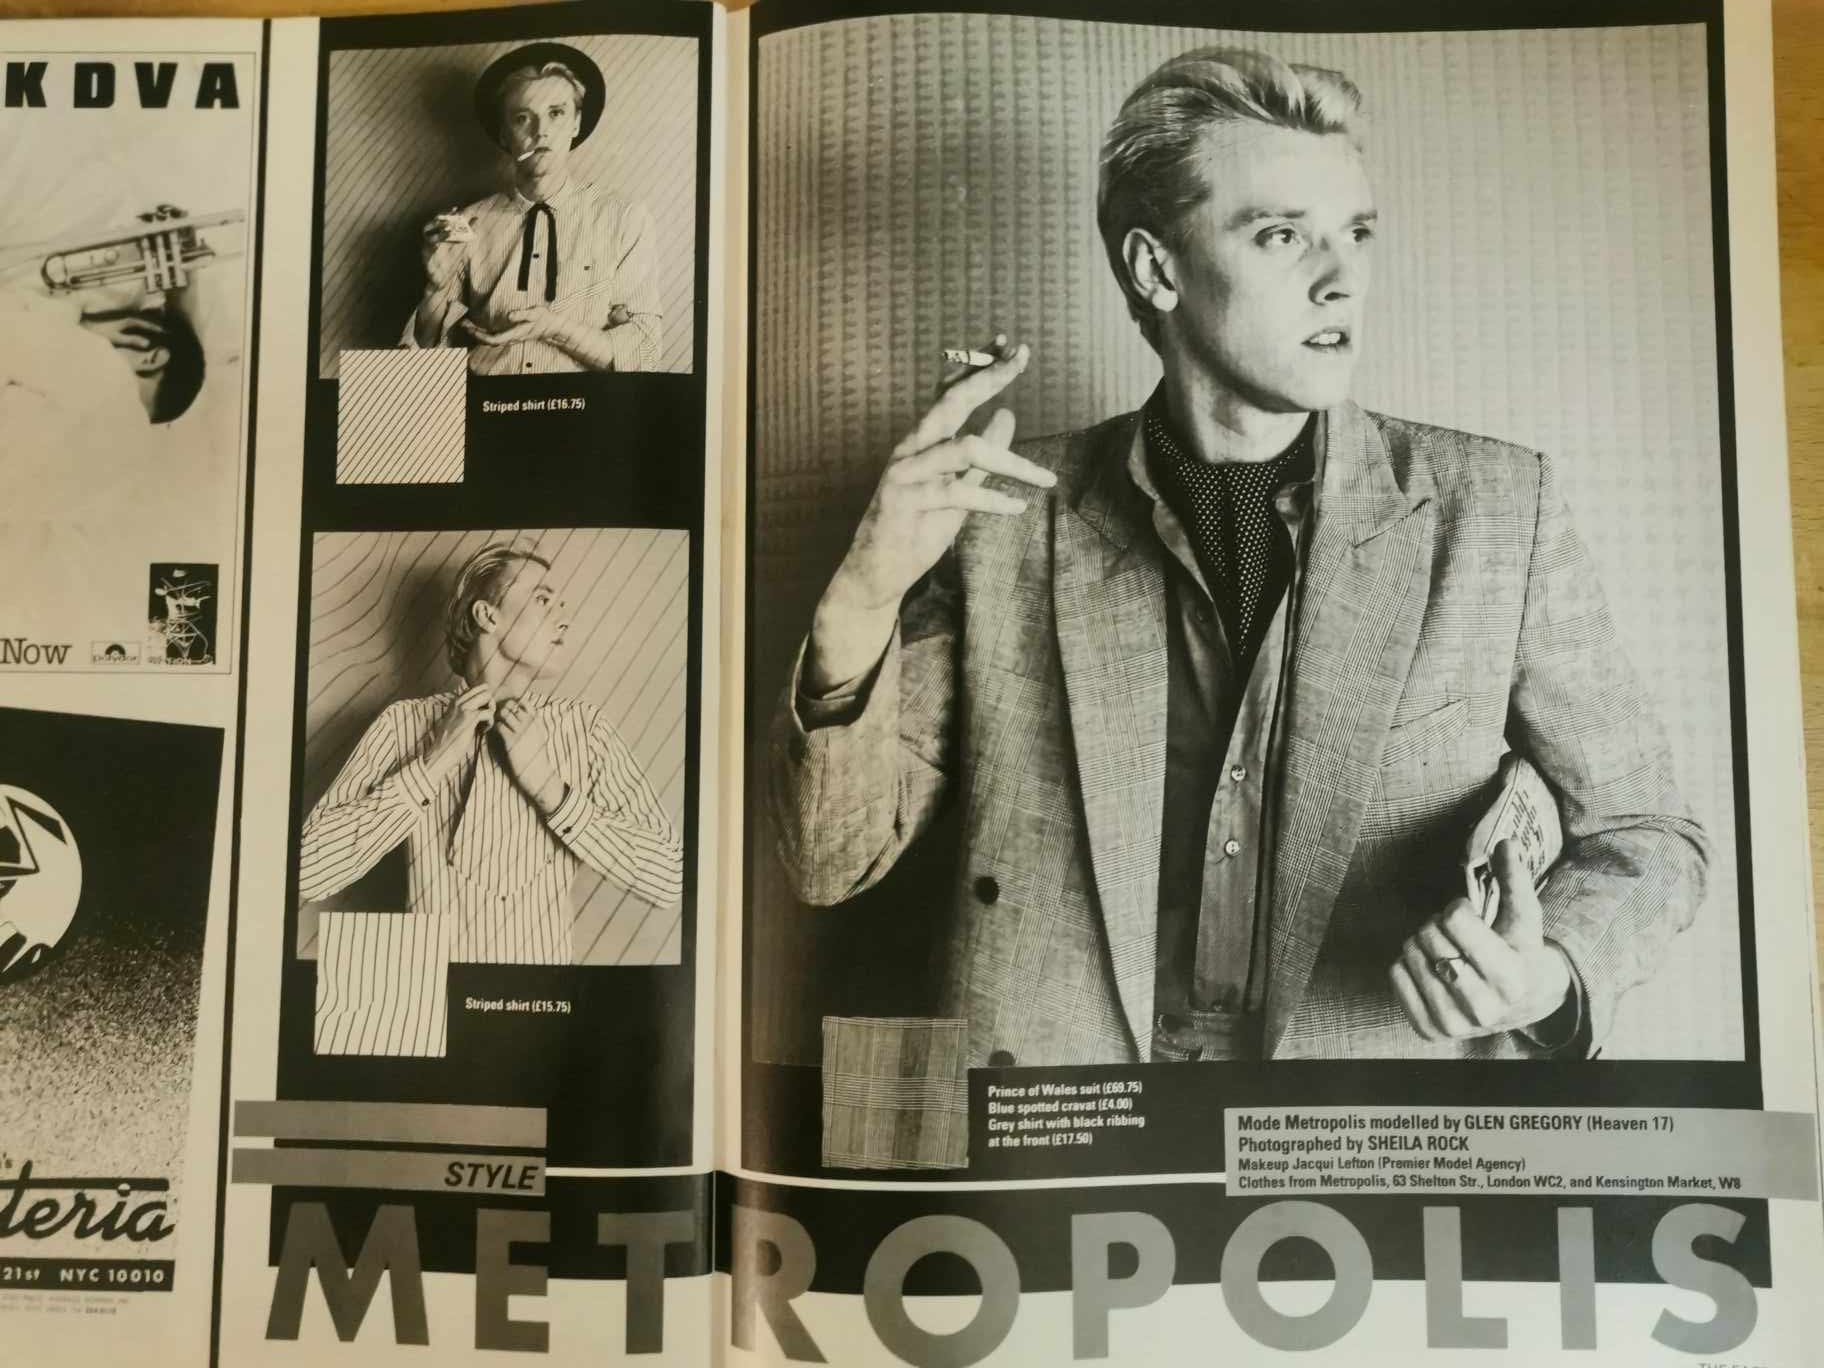 KDVA
Now
polydor
teria
21st NYC 10010
Striped shirt (£16.75)
Striped shirt (£15.75)
STYLE
METROPOLIS
Prince of Wales suit (£69.75)
Blue spotted cravat (£4.00)
Grey shirt with black ribbing
at the front (£17.50)
Mode Metropolis modelled by GLEN GREGORY (Heaven 17)
Photographed by SHEILA ROCK
Makeup Jacqui Lefton (Premier Model Agency)
Clothes from Metropolis, 63 Shelton Str., London WC2, and Kensington Market, W8